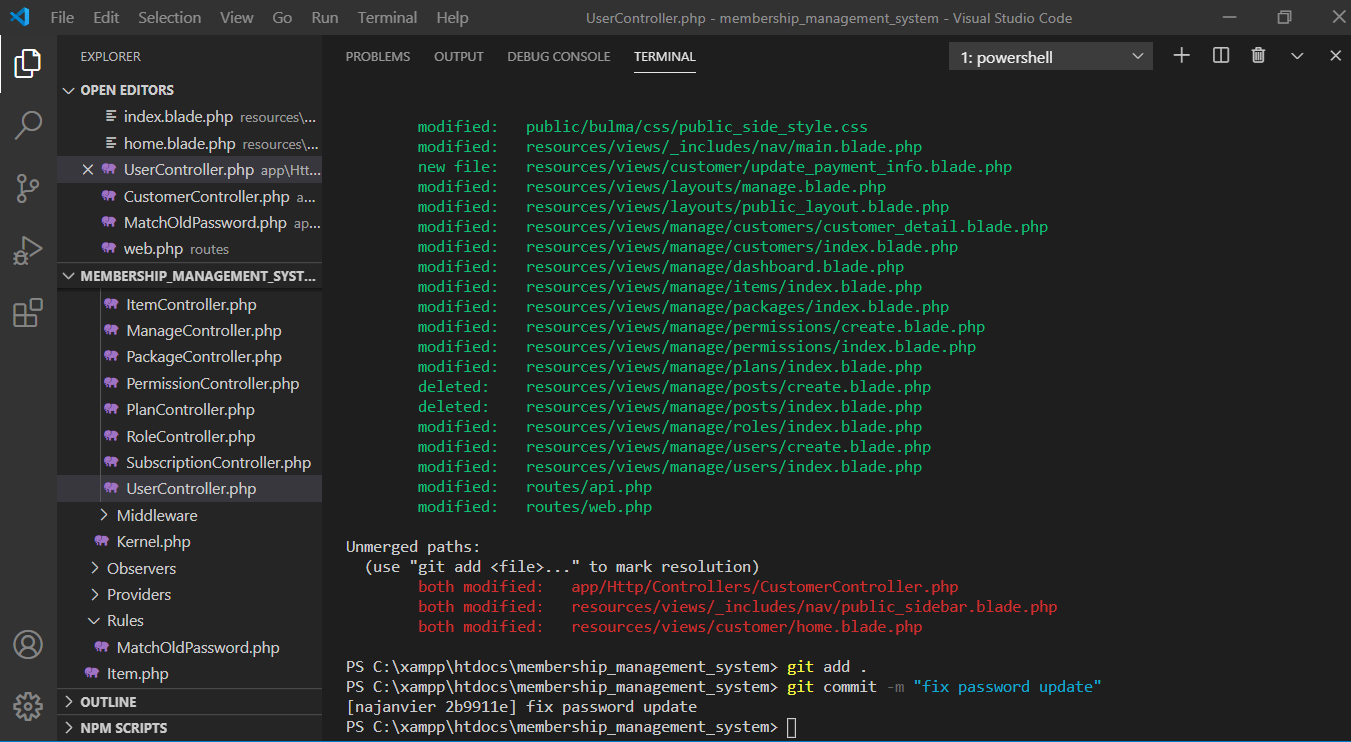 File Edit Selection View Go Run Terminal Help UserController.php - membership_management_system - Visual Studio Code
EXPLORER
OPEN EDITORS
index.blade.php resources\...
home.blade.php resources\...
UserController.php app\Htt...
CustomerController.php a...
MatchOldPassword.php ap...
web.php routes
MEMBERSHIP_MANAGEMENT_SYST...
ItemController.php
ManageController.php
PackageController.php
PermissionController.php
PlanController.php
RoleController.php
SubscriptionController.php
UserController.php
Middleware
Kernel.php
Observers
Providers
Rules
MatchOldPassword.php
Item.php
OUTLINE
NPM SCRIPTS
PROBLEMS OUTPUT DEBUG CONSOLE TERMINAL 1: powershell
modified: public/bulma/css/public_side_style.css
modified: resources/views/_includes/nav/main.blade.php
new file: resources/views/customer/update_payment_info.blade.php
modified: resources/views/layouts/manage.blade.php
modified: resources/views/layouts/public_layout.blade.php
modified: resources/views/manage/customers/customer_detail.blade.php
modified: resources/views/manage/customers/index.blade.php
modified: resources/views/manage/dashboard.blade.php
modified: resources/views/manage/items/index.blade.php
modified: resources/views/manage/packages/index.blade.php
modified: resources/views/manage/permissions/create.blade.php
modified: resources/views/manage/permissions/index.blade.php
modified: resources/views/manage/plans/index.blade.php
deleted: resources/views/manage/posts/create.blade.php
deleted: resources/views/manage/posts/index.blade.php
modified: resources/views/manage/roles/index.blade.php
modified: resources/views/manage/users/create.blade.php
modified: resources/views/manage/users/index.blade.php
modified: routes/api.php
modified: routes/web.php
Unmerged paths:
(use "git add <file>..." to mark resolution)
both modified: app/Http/Controllers/CustomerController.php
both modified: resources/views/_includes/nav/public_sidebar.blade.php
both modified: resources/views/customer/home.blade.php
PS C:\xampp\htdocs\membership_management_system> git add .
PS C:\xampp\htdocs\membership_management_system> git commit -m "fix password update"
[najanvier 2b9911e] fix password update
PS C:\xampp\htdocs\membership_management_system>